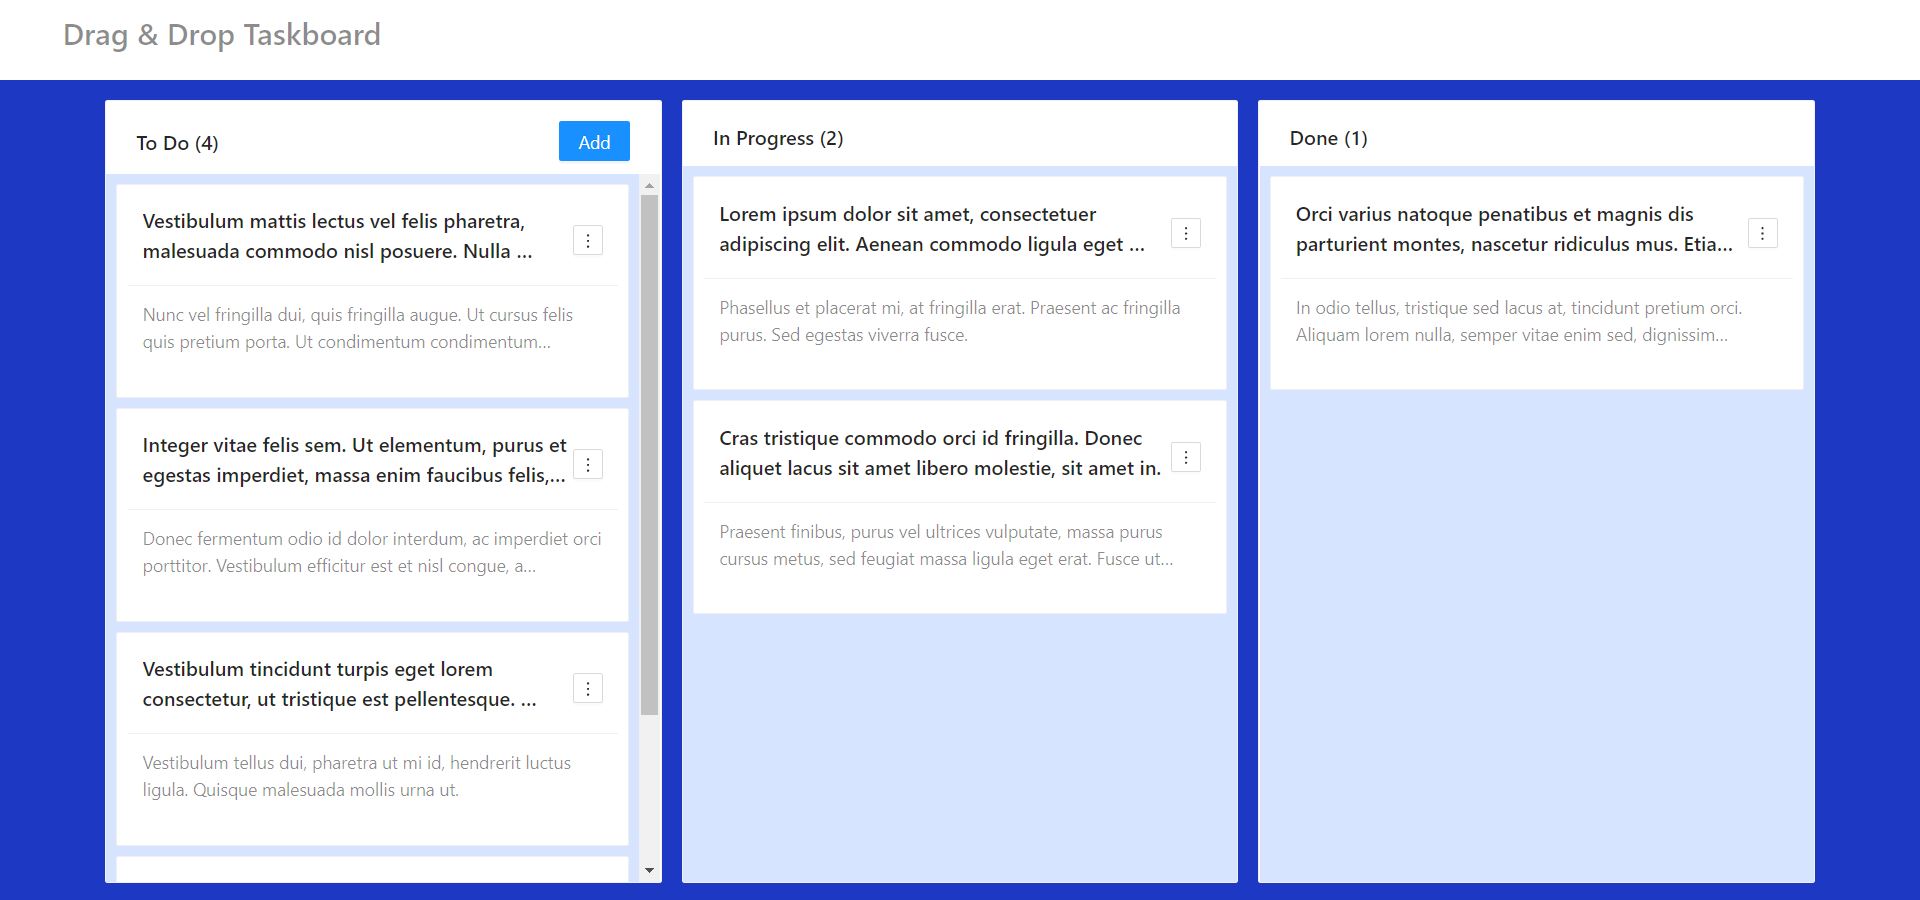 Drag & Drop Taskboard
To Do (4)
Add
Vestibulum mattis lectus vel felis pharetra,
malesuada commodo nisl posuere. Nulla ...
Nunc vel fringilla dui, quis fringilla augue. Ut cursus felis
quis pretium porta. Ut condimentum condimentum...
Integer vitae felis sem. Ut elementum, purus et
egestas imperdiet, massa enim faucibus felis,...
Donec fermentum odio id dolor interdum, ac imperdiet orci
porttitor. Vestibulum efficitur est et nisl congue, a...
Vestibulum tincidunt turpis eget lorem
consectetur, ut tristique est pellentesque. ...
Vestibulum tellus dui, pharetra ut mi id, hendrerit luctus
ligula. Quisque malesuada mollis urna ut.
In Progress (2)
Lorem ipsum dolor sit amet, consectetuer
adipiscing elit. Aenean commodo ligula eget ...
Phasellus et placerat mi, at fringilla erat. Praesent ac fringilla
purus. Sed egestas viverra fusce.
Cras tristique commodo orci id fringilla. Donec
aliquet lacus sit amet libero molestie, sit amet in.
Praesent finibus, purus vel ultrices vulputate, massa purus
cursus metus, sed feugiat massa ligula eget erat. Fusce ut...
Done (1)
Orci varius natoque penatibus et magnis dis
parturient montes, nascetur ridiculus mus. Etia...
In odio tellus, tristique sed lacus at, tincidunt pretium orci.
Aliquam lorem nulla, semper vitae enim sed, dignissim...